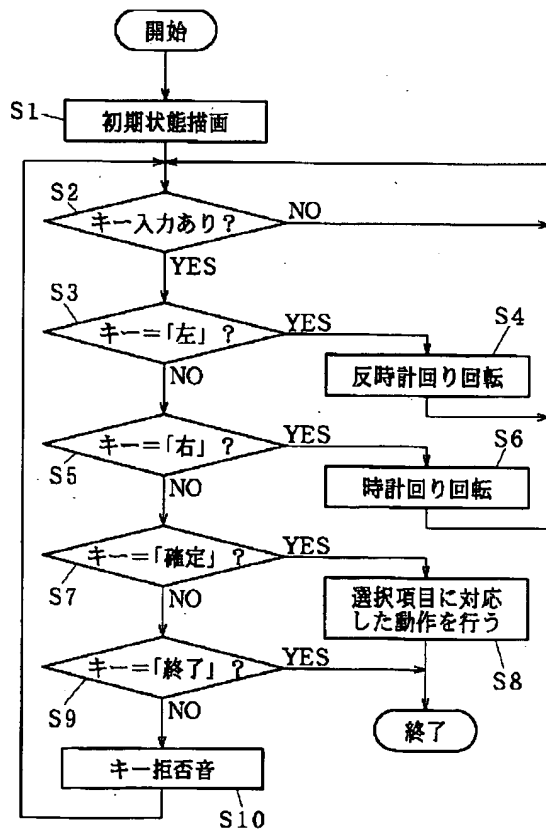 開始
S1
初期状態描画
S2
キー入力あり?
NO
YES
S3
キー=「左」?
YES
S4
反時計回り回転
NO
キー=「右」?
YES
S6
S5
時計回り回転
NO
キー=「確定」?
YES
S7
選択項目に対応
した動作を行う
NO
S8
キー=「終了」?
YES
S9
NO
終了
キー拒否音
S10